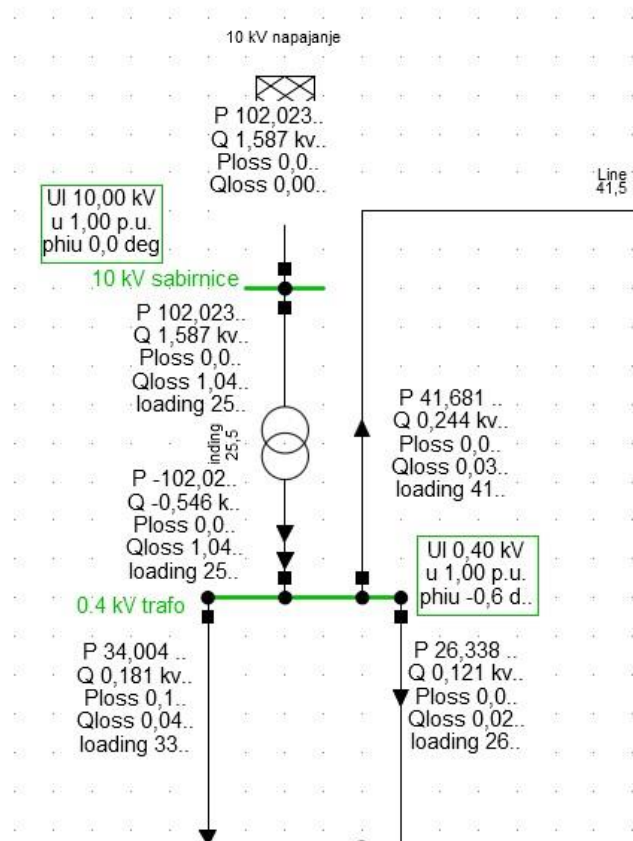 10 kV napajanje
P 102,023..
Q 1,587 kv..
Ploss 0,0..
Qloss 0,00..
Line
41,5
Ul 10,00 kV
u 1,00 p.u.
phiu 0,0 deg
10 kV sabirnice
P 102,023..
Q 1,587 kv..
Ploss 0,0..
Qloss 1,04..
loading 25..
inding
25,5
P -102,02..
Q -0,546 k..
Ploss 0,0..
Qloss 1,04..
loading 25..
P 41,681 ..
Q 0,244 kv..
Ploss 0,0..
Qloss 0,03..
loading 41..
Ul 0,40 kV
u 1,00 p.u.
phiu -0,6 d..
0.4 kV trafo
P 34,004 ..
Q 0,181 kv..
Ploss 0,1..
Qloss 0,04..
loading 33..
P 26,338 ..
Q 0,121 kv..
Ploss 0,0..
Qloss 0,02..
loading 26..